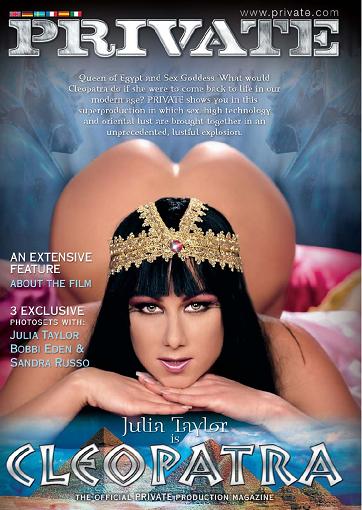 www.private.com
PRIVATE
Queen of Egypt and Sex Goddess. What would
Cleopatra do if she were to come back to life in our
modern age? PRIVATE shows you in this
superproduction in which sex, high technology
and oriental lust are brought together in an
unprecedented, lustful explosion.
AN EXTENSIVE
FEATURE
ABOUT THE FILM
3 EXCLUSIVE
PHOTOSETS WITH:
JULIA TAYLOR
BOBBI EDEN &
SANDRA RUSSO
Julia Taylor
is
CLEOPATRA
THE OFFICIAL PRIVATE PRODUCTION MAGAZINE